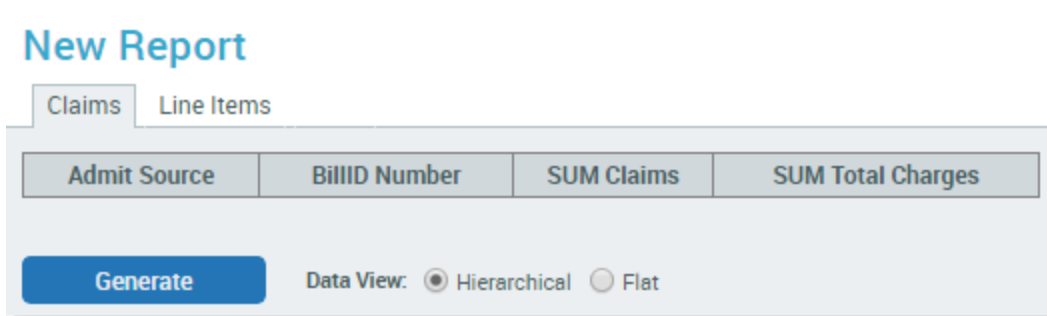 New Report
Claims Line Items
Admit Source BillID Number SUM Claims SUM Total Charges
Generate Data View: Hierarchical Flat